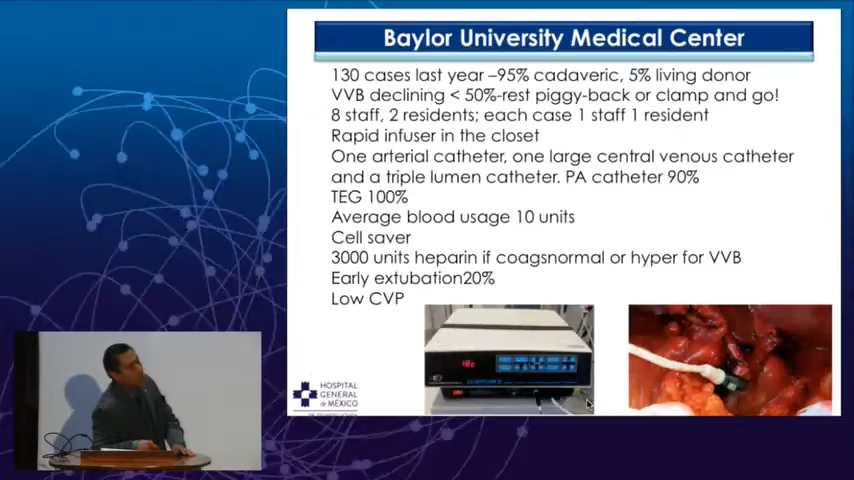 Baylor University Medical Center
130 cases last year –95% cadaveric, 5% living donor
VVB declining < 50%-rest piggy-back or clamp and go!
8 staff, 2 residents; each case 1 staff 1 resident
Rapid infuser in the closet
One arterial catheter, one large central venous catheter
and a triple lumen catheter. PA catheter 90%
TEG 100%
Average blood usage 10 units
Cell saver
3000 units heparin if coagsnormal or hyper for VVB
Early extubation20%
Low CVP
HOSPITAL
GENERAL
de MÉXICO